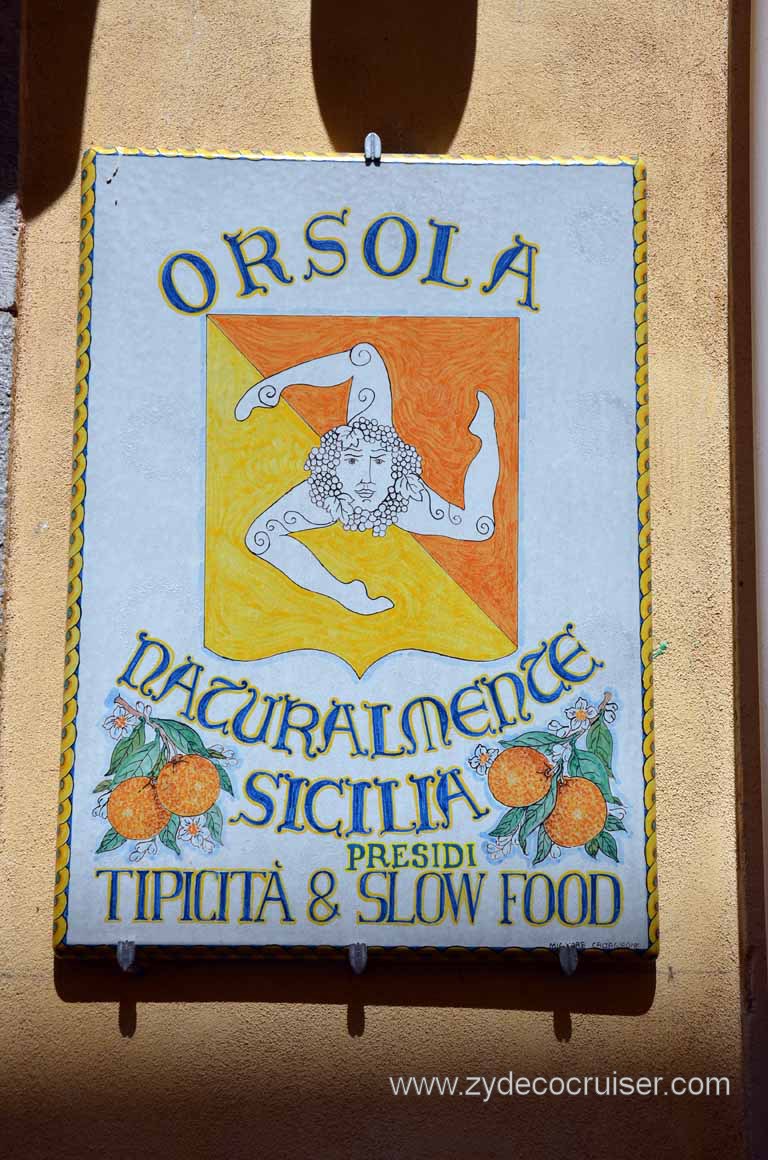 ORSOLA
NATURALMENTE
SICILIA
PRESIDI
TIPICITÀ & SLOW FOOD
www.zydecocruiser.com